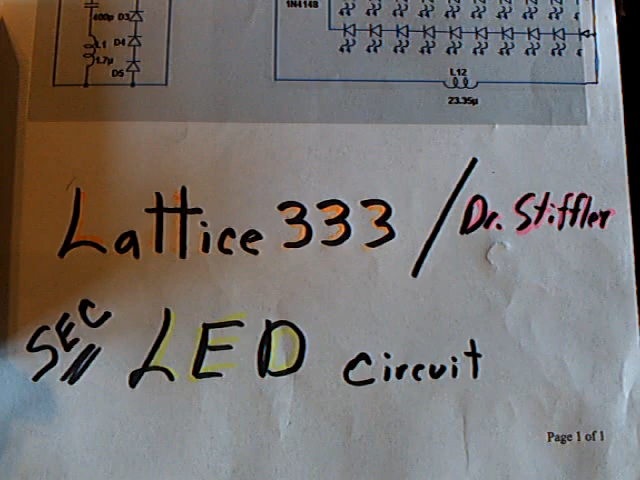 1N4148
600p D3
L1 D4
1.7µ
D5
L12
23.35µ
Lattice 333 / Dr. Stiffler
SEC LED circuit
Page 1 of 1